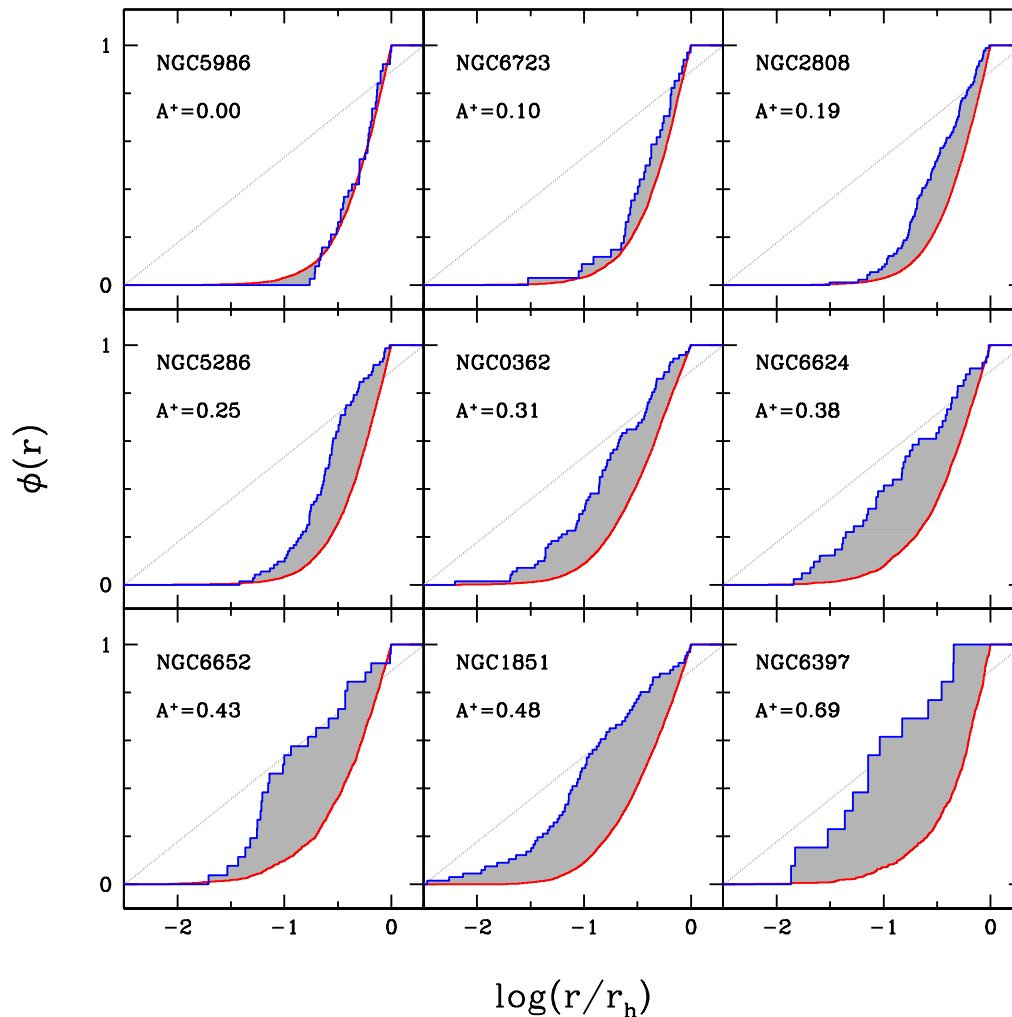 1 NGC5986 NGC6723 NGC2808
A⁺=0.00 A⁺=0.10 A⁺=0.19
0
1 NGC5286 NGC0362 NGC6624
A⁺=0.25 A⁺=0.31 A⁺=0.38
ϕ(r)
0
1 NGC6652 NGC1851 NGC6397
A⁺=0.43 A⁺=0.48 A⁺=0.69
0
−2 −1 0 −2 −1 0 −2 −1 0
log(r/r_h)